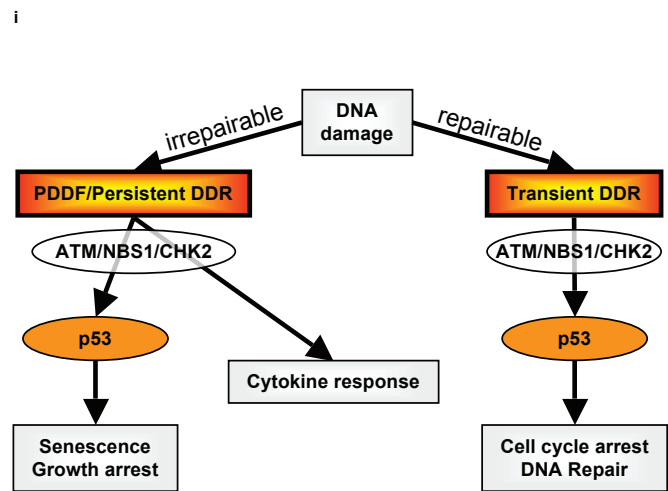 i
DNA
damage
irrepairable
repairable
PDDF/Persistent DDR
Transient DDR
ATM/NBS1/CHK2
ATM/NBS1/CHK2
p53
p53
Cytokine response
Senescence
Growth arrest
Cell cycle arrest
DNA Repair